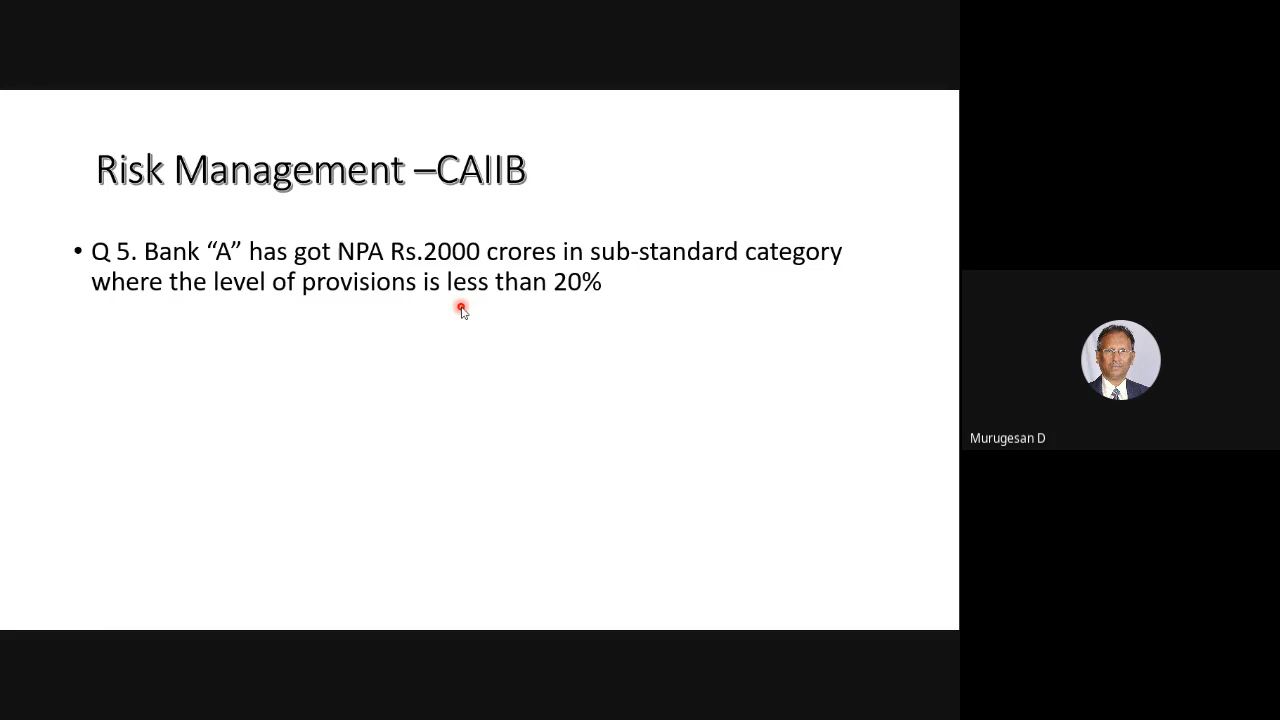 Risk Management –CAIIB
• Q 5. Bank “A” has got NPA Rs.2000 crores in sub-standard category
where the level of provisions is less than 20%
Murugesan D